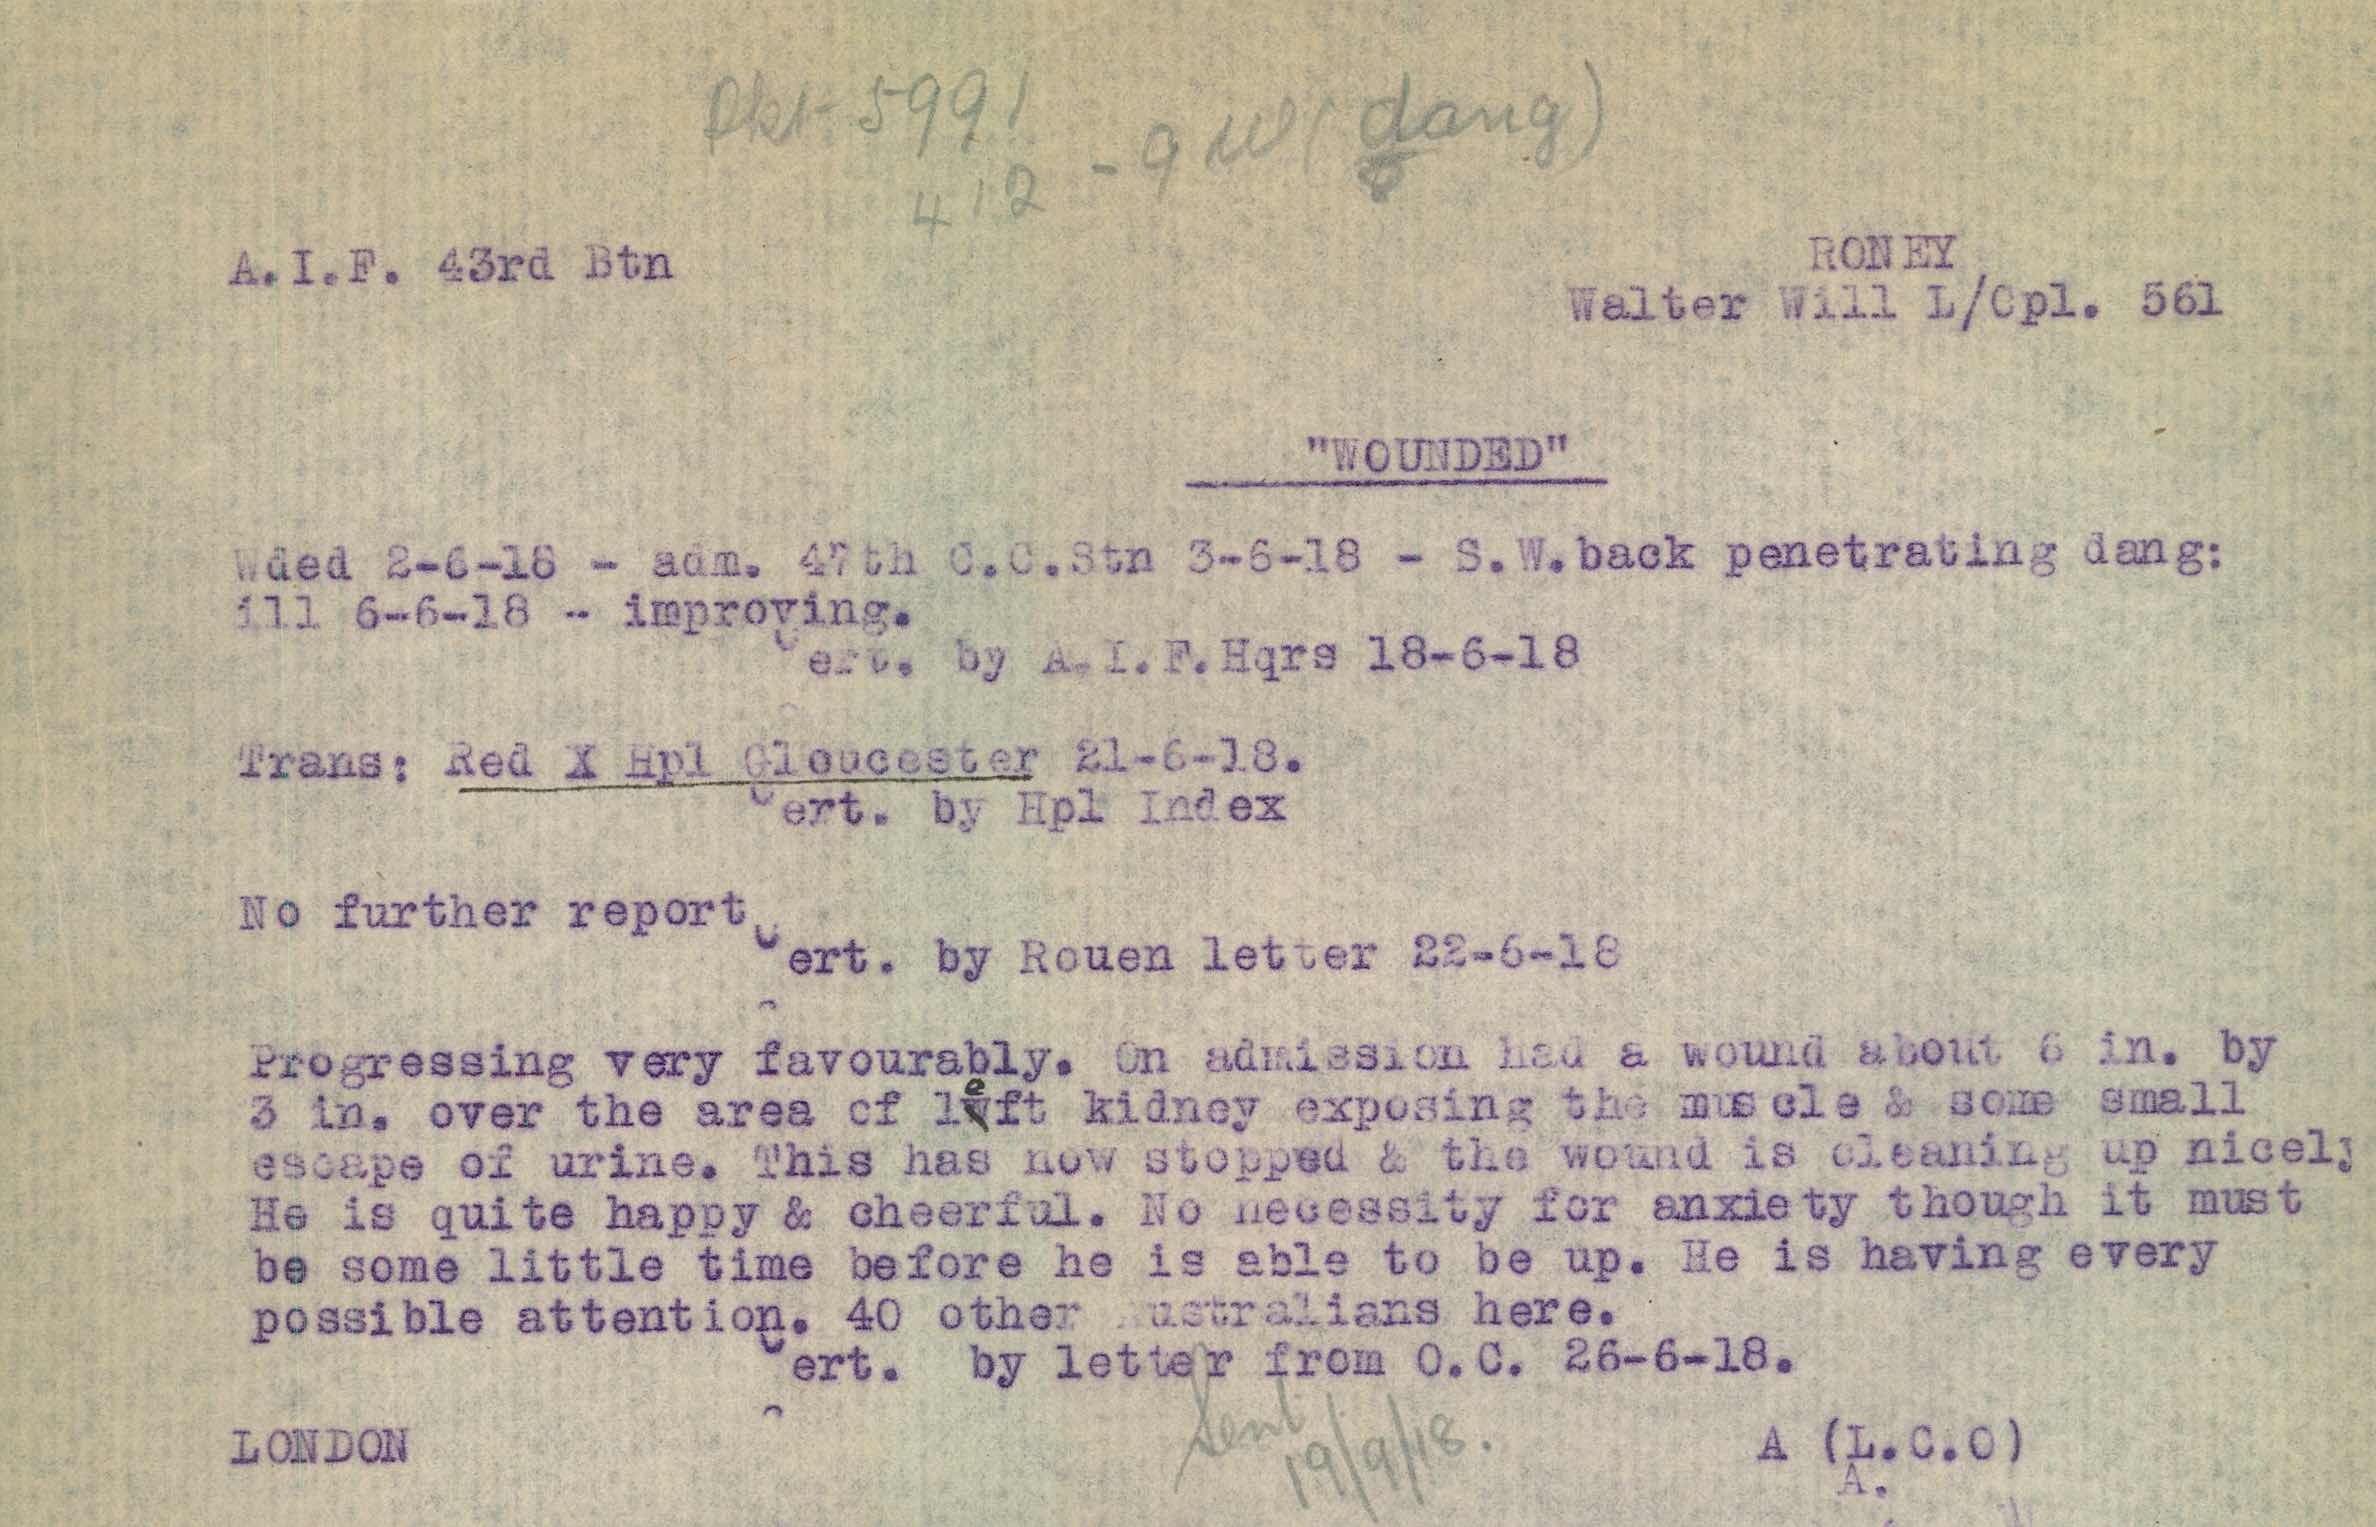 Pkt 5991
412 - 9 W (dang)
A.I.F. 43rd Btn
RONEY
Walter Will L/Cpl. 561
"WOUNDED"
Wded 2-6-18 - adm. 47th C.C.Stn 3-6-18 - S.W.back penetrating dang:
ill 6-6-18 - improving.
Cert. by A.I.F.Hqrs 18-6-18
Trans: Red X Hpl Gloucester 21-6-18.
Cert. by Hpl Index
No further report
Cert. by Rouen letter 22-6-18
Progressing very favourably. On admission had a wound about 6 in. by
3 in. over the area of left kidney exposing the muscle & some small
escape of urine. This has now stopped & the wound is cleaning up nicely
He is quite happy & cheerful. No necessity for anxiety though it must
be some little time before he is able to be up. He is having every
possible attention. 40 other Australians here.
Cert. by letter from O.C. 26-6-18.
Sent
19/9/18.
LONDON
A (L.C.O)
A.